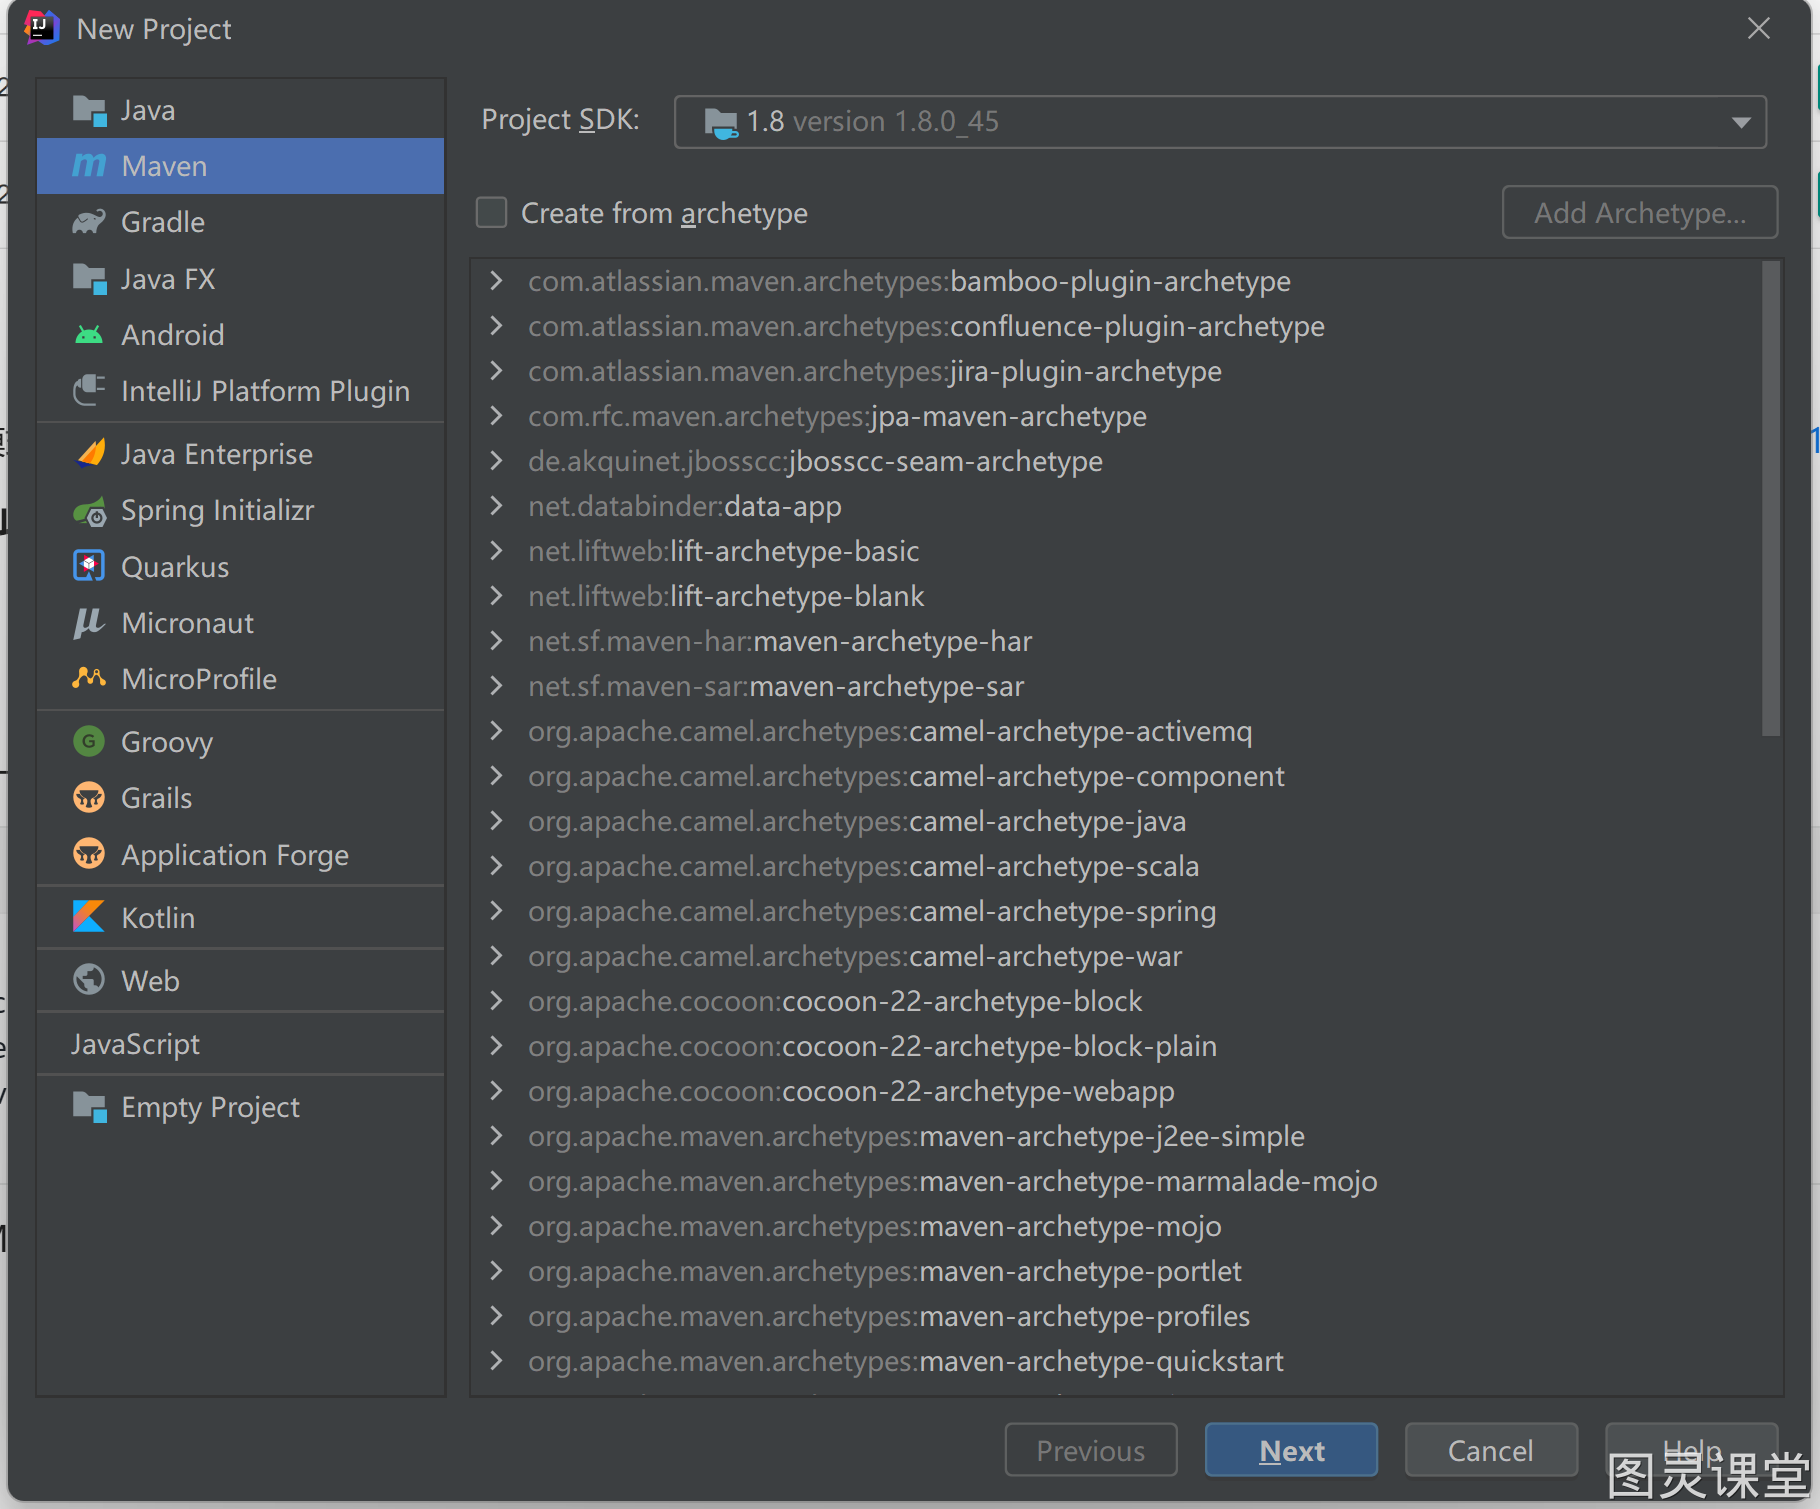 New Project
Java
Maven
Gradle
Java FX
Android
IntelliJ Platform Plugin
Java Enterprise
Spring Initializr
Quarkus
Micronaut
MicroProfile
Groovy
Grails
Application Forge
Kotlin
Web
JavaScript
Empty Project
Project SDK: 1.8 version 1.8.0_45
Create from archetype
Add Archetype...
com.atlassian.maven.archetypes:bamboo-plugin-archetype
com.atlassian.maven.archetypes:confluence-plugin-archetype
com.atlassian.maven.archetypes:jira-plugin-archetype
com.rfc.maven.archetypes:jpa-maven-archetype
de.akquinet.jbosscc:jbosscc-seam-archetype
net.databinder:data-app
net.liftweb:lift-archetype-basic
net.liftweb:lift-archetype-blank
net.sf.maven-har:maven-archetype-har
net.sf.maven-sar:maven-archetype-sar
org.apache.camel.archetypes:camel-archetype-activemq
org.apache.camel.archetypes:camel-archetype-component
org.apache.camel.archetypes:camel-archetype-java
org.apache.camel.archetypes:camel-archetype-scala
org.apache.camel.archetypes:camel-archetype-spring
org.apache.camel.archetypes:camel-archetype-war
org.apache.cocoon:cocoon-22-archetype-block
org.apache.cocoon:cocoon-22-archetype-block-plain
org.apache.cocoon:cocoon-22-archetype-webapp
org.apache.maven.archetypes:maven-archetype-j2ee-simple
org.apache.maven.archetypes:maven-archetype-marmalade-mojo
org.apache.maven.archetypes:maven-archetype-mojo
org.apache.maven.archetypes:maven-archetype-portlet
org.apache.maven.archetypes:maven-archetype-profiles
org.apache.maven.archetypes:maven-archetype-quickstart
Previous
Next
Cancel
Help
图灵课堂